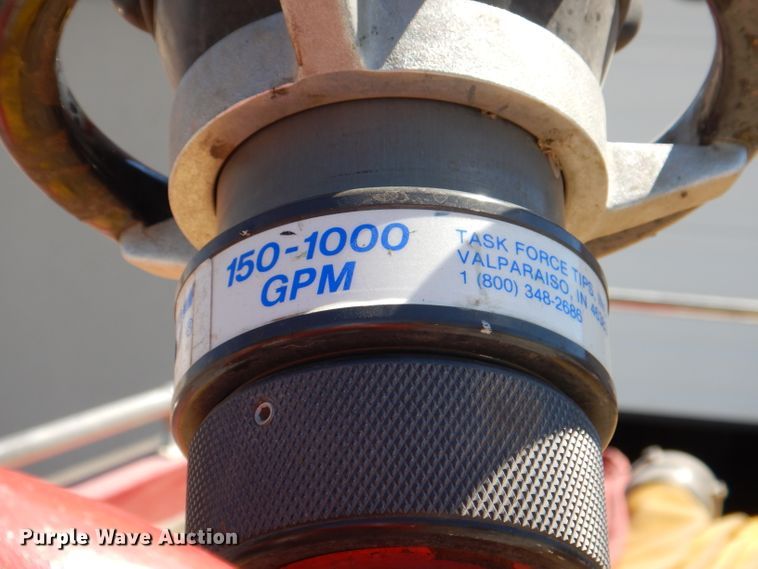 150-1000
GPM
TASK FORCE TIPS,
VALPARAISO, IN
1 (800) 348-2686
Purple Wave Auction